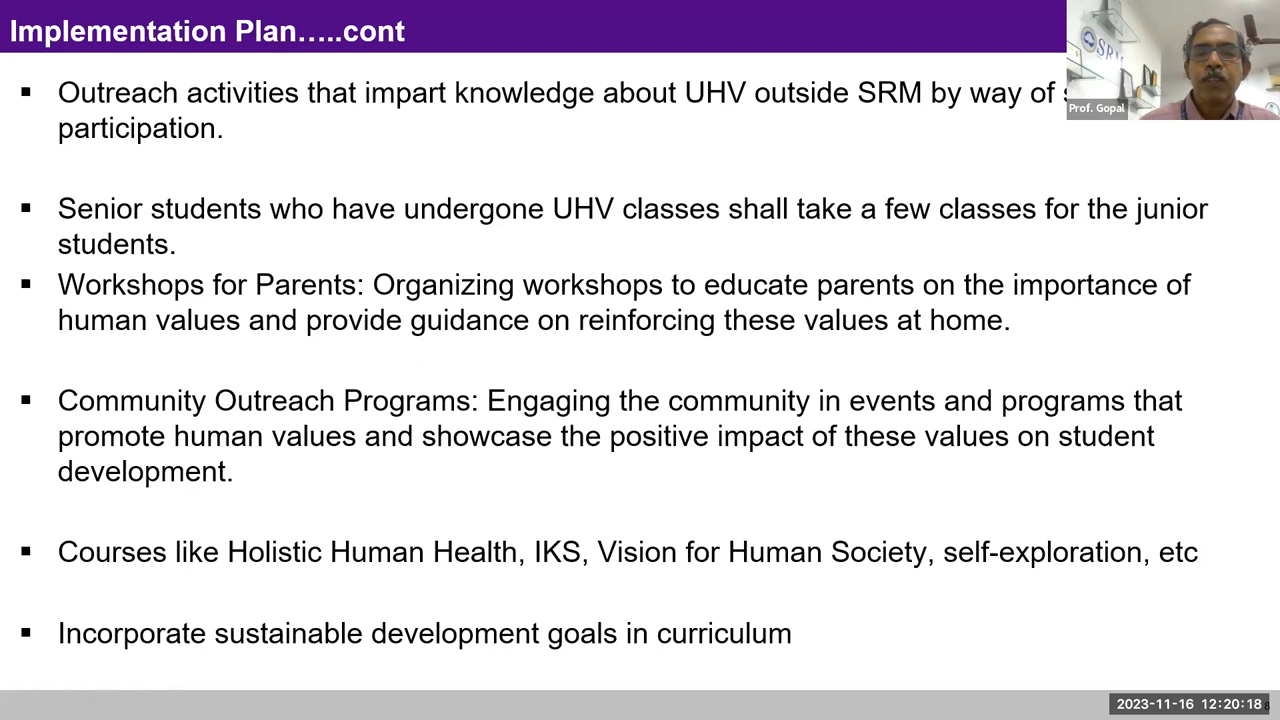 Implementation Plan…..cont
▪ Outreach activities that impart knowledge about UHV outside SRM by way of
participation.
▪ Senior students who have undergone UHV classes shall take a few classes for the junior
students.
▪ Workshops for Parents: Organizing workshops to educate parents on the importance of
human values and provide guidance on reinforcing these values at home.
▪ Community Outreach Programs: Engaging the community in events and programs that
promote human values and showcase the positive impact of these values on student
development.
▪ Courses like Holistic Human Health, IKS, Vision for Human Society, self-exploration, etc
▪ Incorporate sustainable development goals in curriculum
SRM
Prof. Gopal
2023-11-16 12:20:18
8